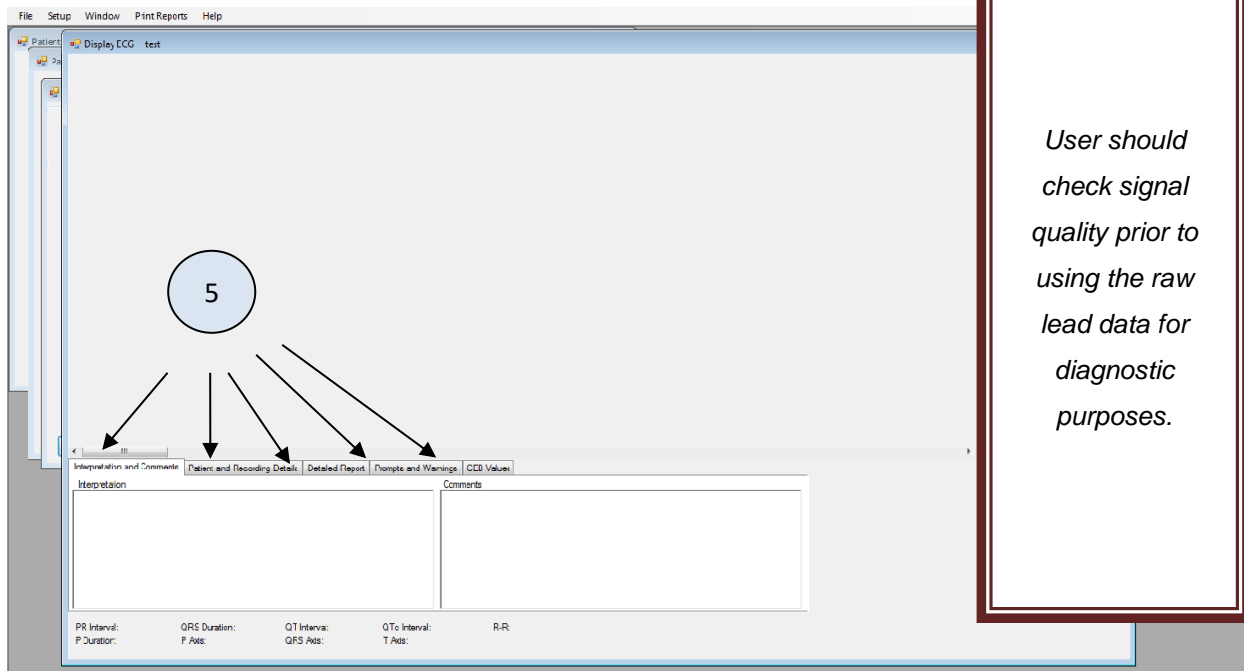 File Setup Window Print Reports Help
Patient
Display ECG test
Pa
User should
check signal
quality prior to
using the raw
lead data for
diagnostic
purposes.
5
Interpretation and Comments Patient and Recording Details Detailed Report Prompts and Warnings CEB Values
Interpretaion Comments
PR Interval: QRS Duration: QT Interval: QTc Interval: R-R:
P Duration: P Axis: QRS Axis: T Axis: